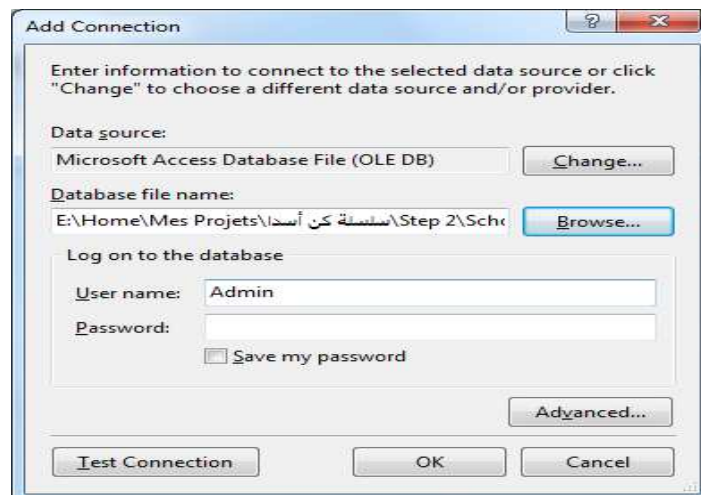 Add Connection
Enter information to connect to the selected data source or click
"Change" to choose a different data source and/or provider.
Data source:
Microsoft Access Database File (OLE DB)
Change...
Database file name:
E:\Home\Mes Projets\سلسلة كن أسدا\Step 2\Scho
Browse...
Log on to the database
User name:
Admin
Password:
Save my password
Advanced...
Test Connection
OK
Cancel